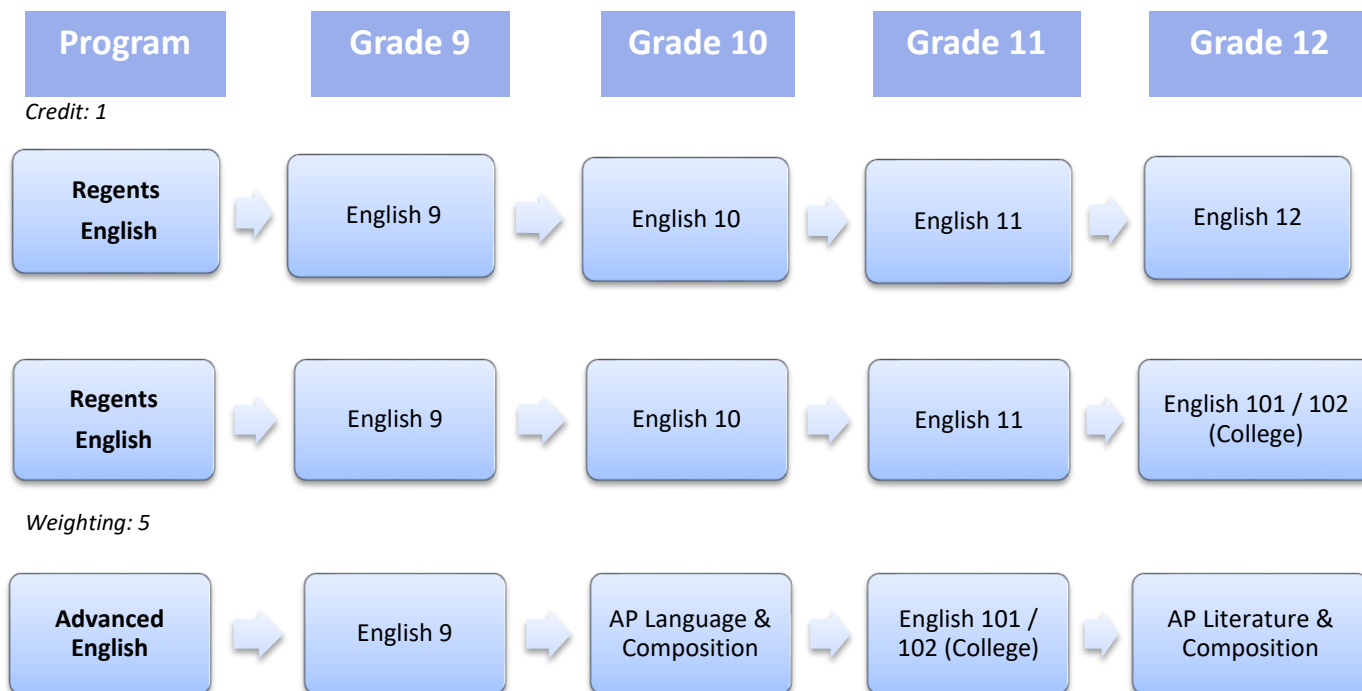 Program Grade 9 Grade 10 Grade 11 Grade 12
Credit: 1
Regents
English
English 9
English 10
English 11
English 12
Regents
English
English 9
English 10
English 11
English 101 / 102
(College)
Weighting: 5
Advanced
English
English 9
AP Language &
Composition
English 101 /
102 (College)
AP Literature &
Composition